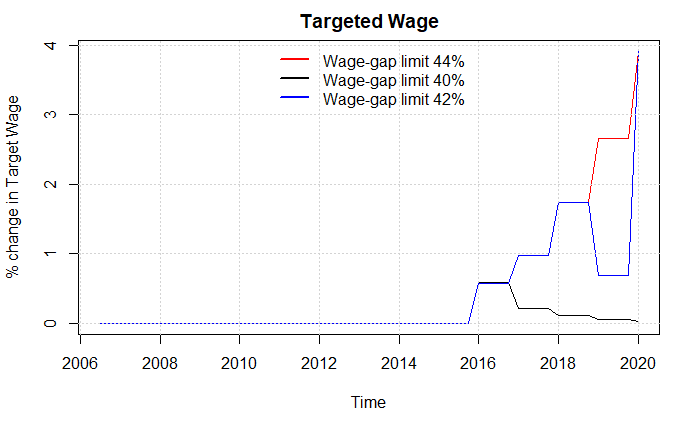 Targeted Wage
Wage-gap limit 44%
Wage-gap limit 40%
Wage-gap limit 42%
% change in Target Wage
4
3
2
1
0
2006 2008 2010 2012 2014 2016 2018 2020
Time